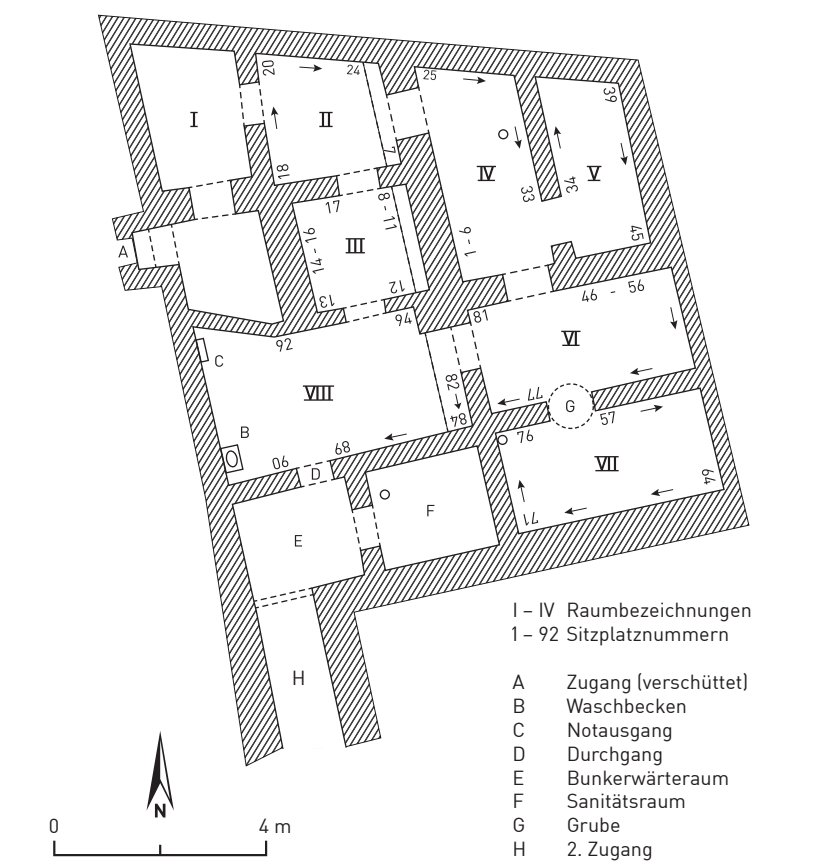 I
20
24
II
18
7
25
IV
33
1 - 6
39
34
V
45
A
17
8 - 11
14 - 16
III
13
12
94
92
C
VIII
B
90
D
89
82
84
81
46 - 56
VI
77
G
57
76
VII
64
71
E
F
H
I – IV Raumbezeichnungen
1 – 92 Sitzplatznummern
A Zugang (verschüttet)
B Waschbecken
C Notausgang
D Durchgang
E Bunkerwärteraum
F Sanitätsraum
G Grube
H 2. Zugang
N
0 4 m